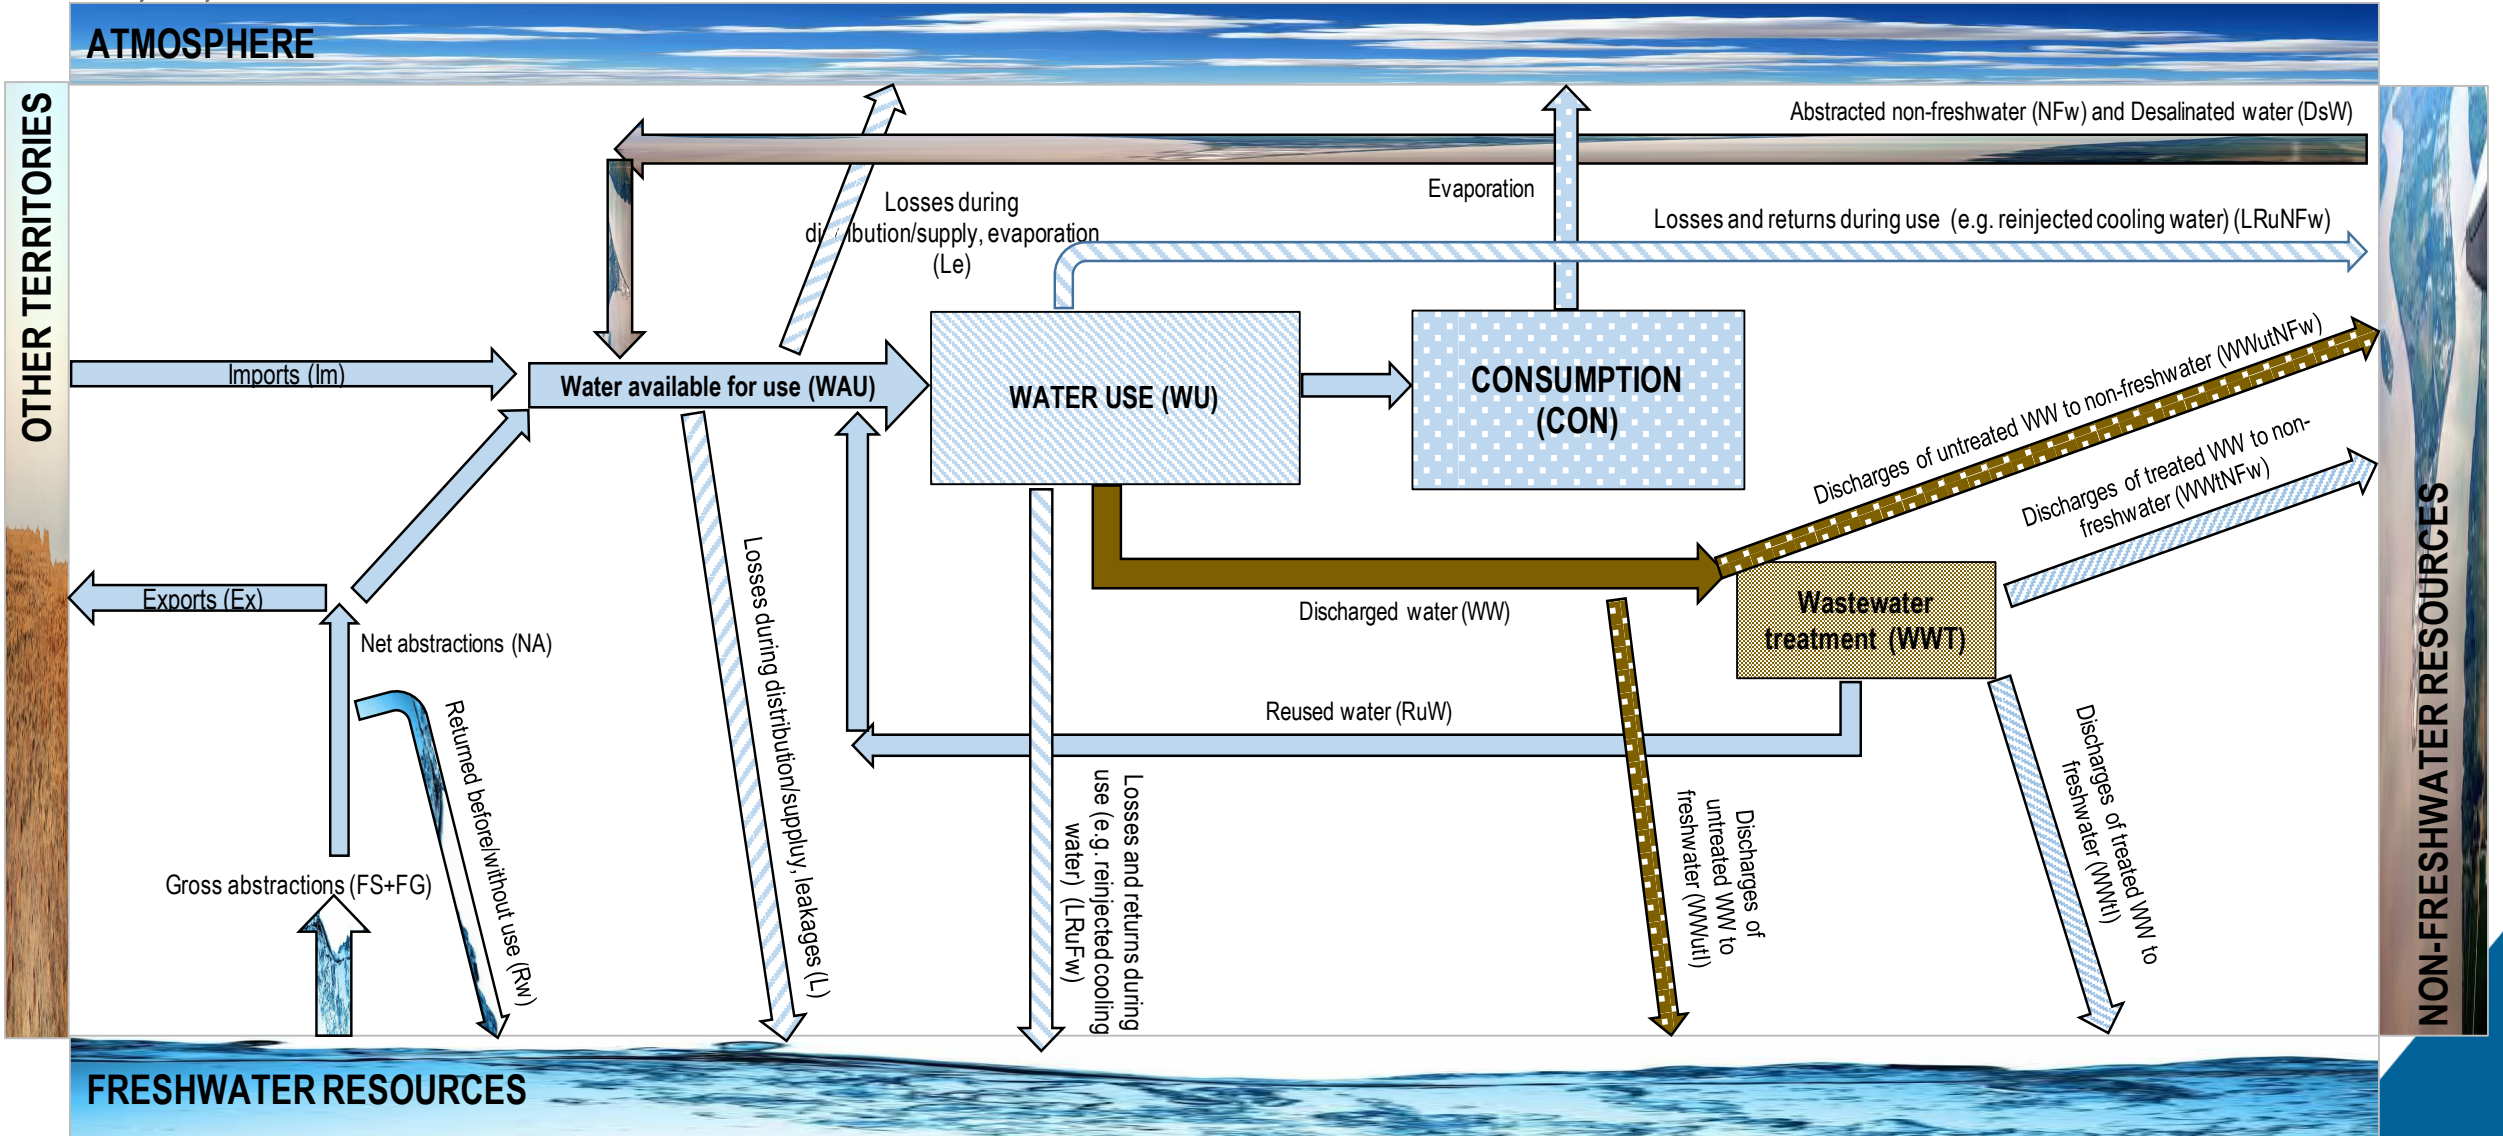 ATMOSPHERE
OTHER TERRITORIES
Abstracted non-freshwater (NFw) and Desalinated water (DsW)
Evaporation
Losses during
distribution/supply, evaporation
(Le)
Losses and returns during use (e.g. reinjected cooling water) (LRuNFw)
Imports (Im)
Water available for use (WAU)
WATER USE (WU)
CONSUMPTION
(CON)
Discharges of untreated WW to non-freshwater (WWutNFw)
Discharges of treated WW to non-
freshwater (WWtNFw)
NON-FRESHWATER RESOURCES
Exports (Ex)
Net abstractions (NA)
Losses during distribution/suppluy, leakages (L)
Discharged water (WW)
Wastewater
treatment (WWT)
Reused water (RuW)
Returned before/without use (Rw)
Losses and returns during
use (e.g. reinjected cooling
water) (LRuFw)
Discharges of
untreated WW to
freshwater (WWutI)
Discharges of treated WW to
freshwater (WWtI)
Gross abstractions (FS+FG)
FRESHWATER RESOURCES